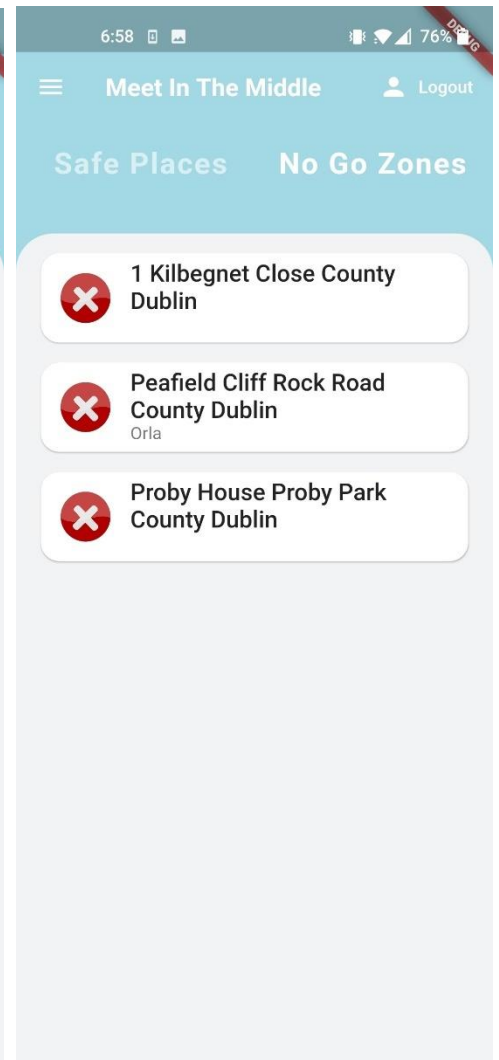 6:58 76%
DEBUG
Meet In The Middle Logout
Safe Places No Go Zones
1 Kilbegnet Close County
Dublin
Peafield Cliff Rock Road
County Dublin
Orla
Proby House Proby Park
County Dublin